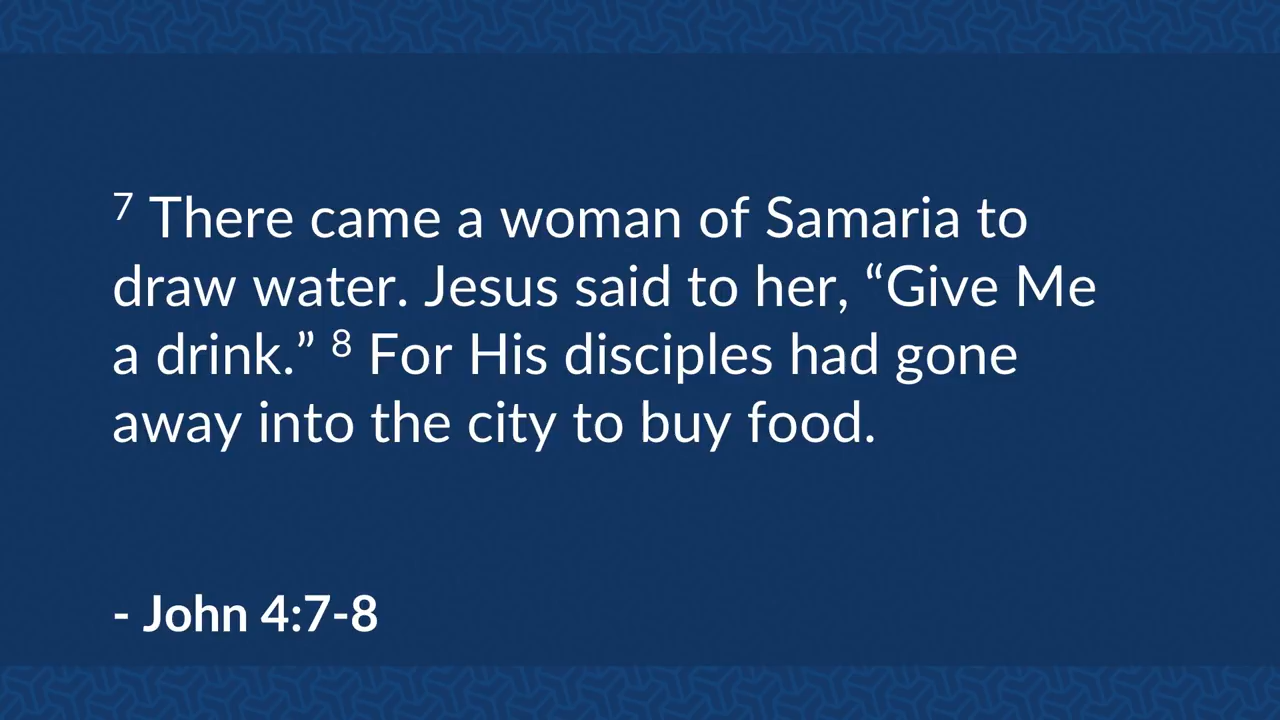 7 There came a woman of Samaria to
draw water. Jesus said to her, “Give Me
a drink.” 8 For His disciples had gone
away into the city to buy food.
- John 4:7-8